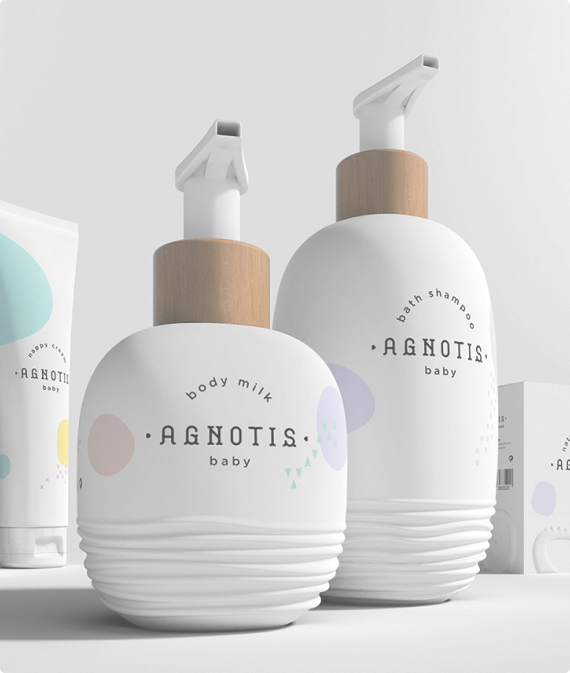 nappy cream
·AGNOTIS
baby
body milk
·AGNOTIS·
baby
bath shampoo
·AGNOTIS·
baby